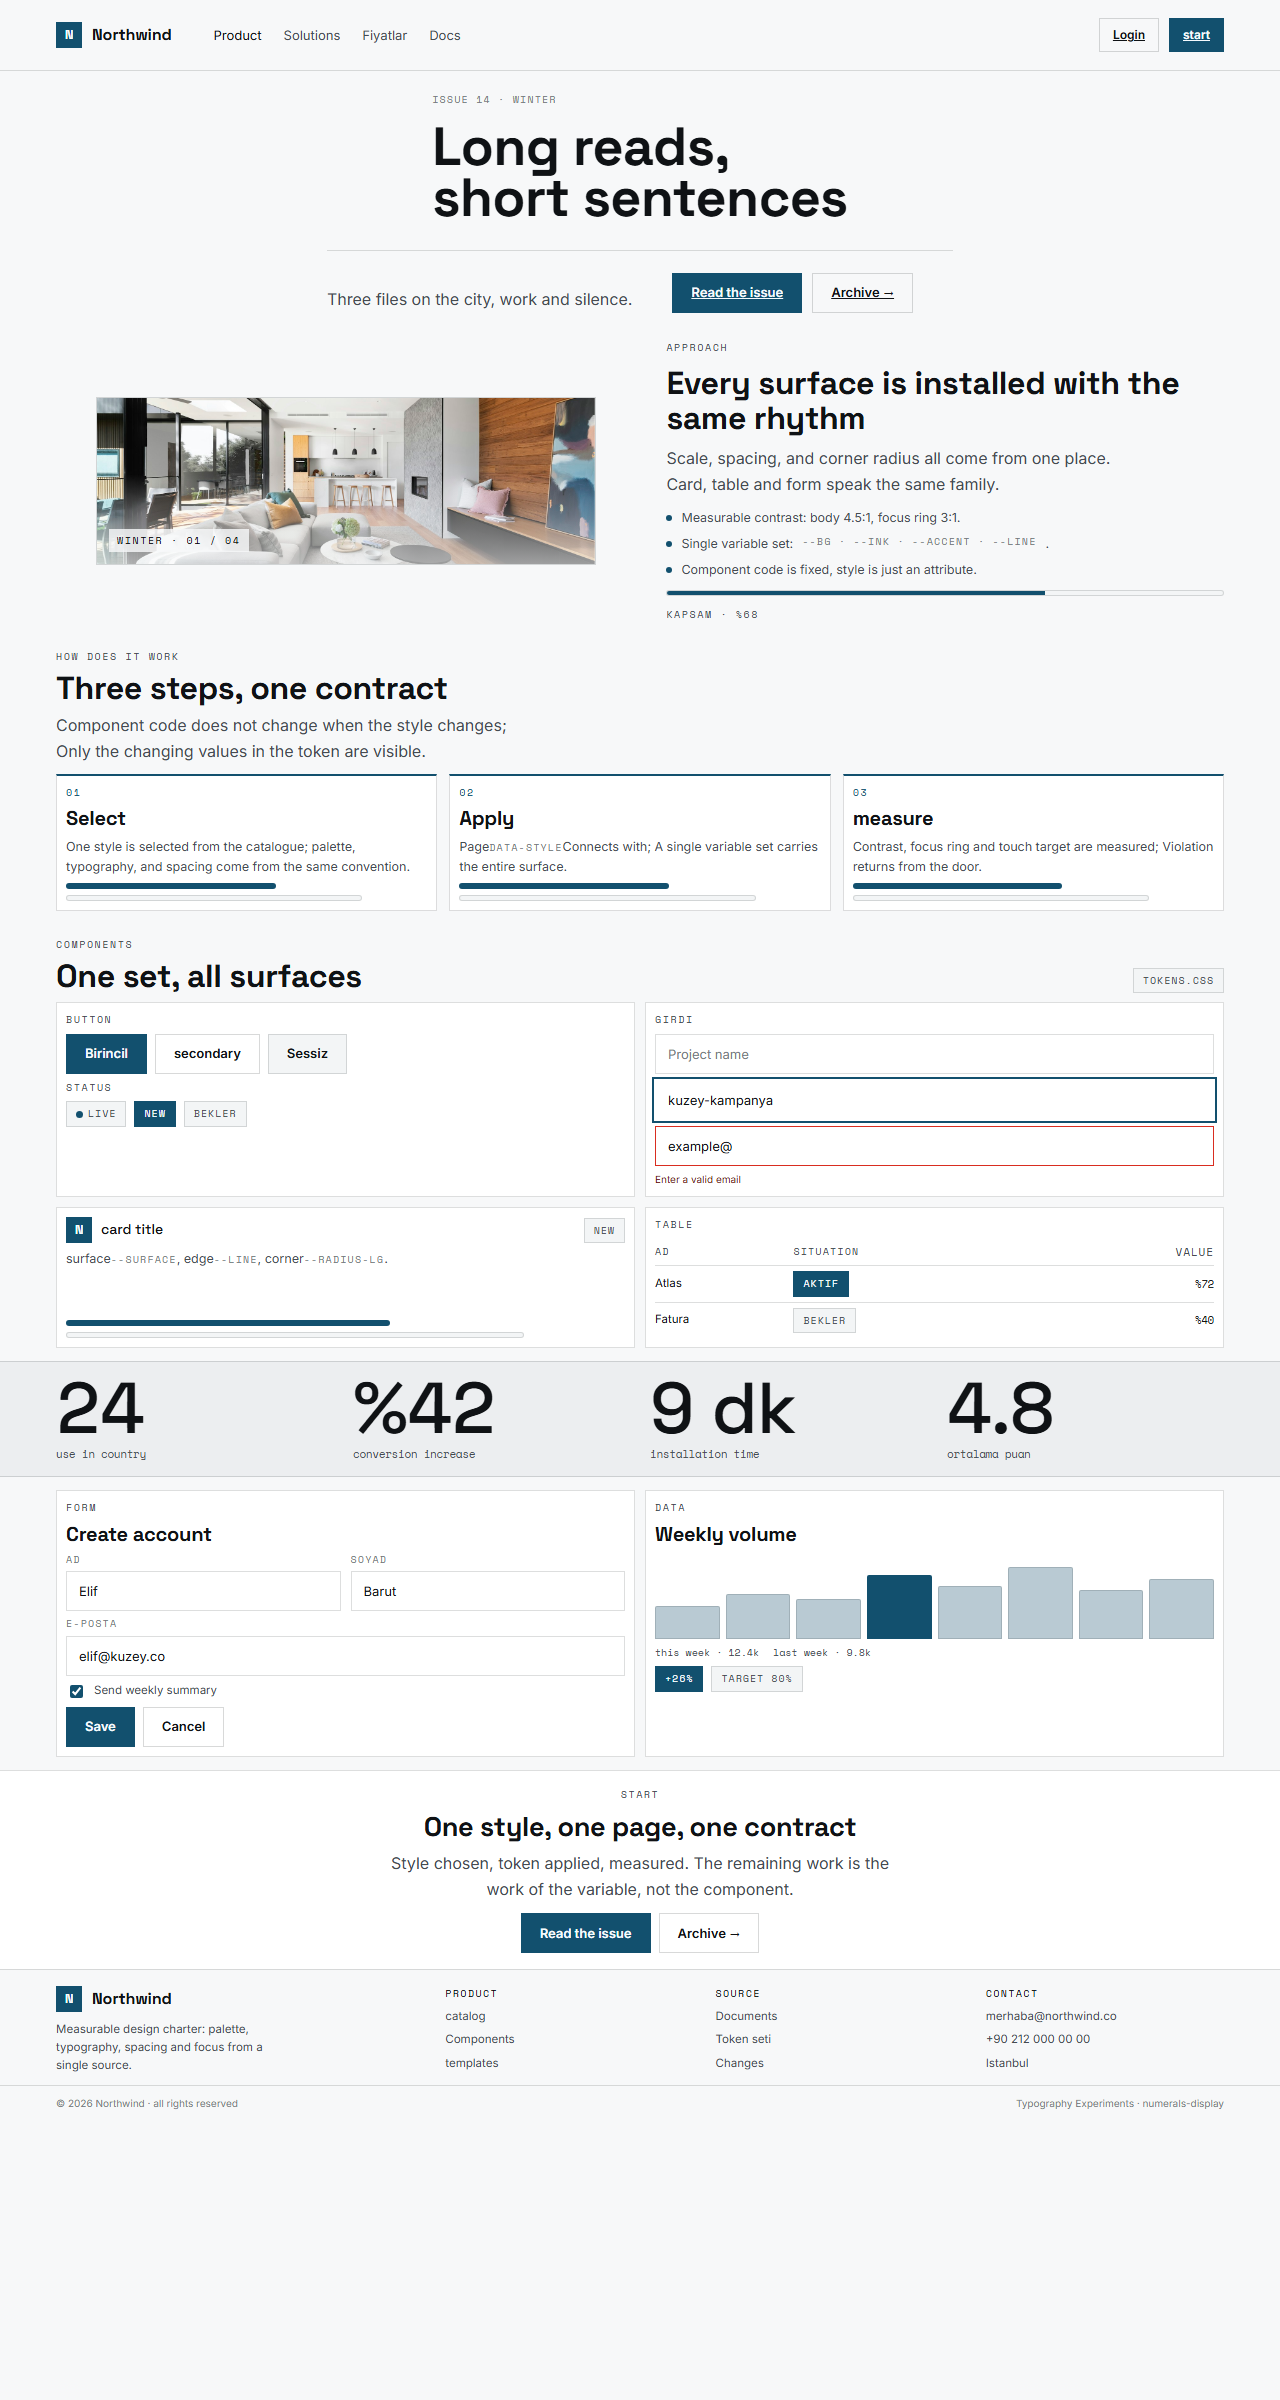 N Northwind Product Solutions Fiyatlar Docs Login start
ISSUE 14 · WINTER
Long reads,
short sentences
Three files on the city, work and silence.
Read the issue Archive →
WINTER · 01 / 04
APPROACH
Every surface is installed with the
same rhythm
Scale, spacing, and corner radius all come from one place.
Card, table and form speak the same family.
Measurable contrast: body 4.5:1, focus ring 3:1.
Single variable set: --BG · --INK · --ACCENT · --LINE .
Component code is fixed, style is just an attribute.
KAPSAM · %68
HOW DOES IT WORK
Three steps, one contract
Component code does not change when the style changes;
Only the changing values in the token are visible.
01
Select
One style is selected from the catalogue; palette,
typography, and spacing come from the same convention.
02
Apply
PageDATA-STYLEConnects with; A single variable set carries
the entire surface.
03
measure
Contrast, focus ring and touch target are measured; Violation
returns from the door.
COMPONENTS
One set, all surfaces
TOKENS.CSS
BUTTON
Birincil secondary Sessiz
STATUS
LIVE NEW BEKLER
GIRDI
Project name
kuzey-kampanya
example@
Enter a valid email
N card title NEW
surface--SURFACE, edge--LINE, corner--RADIUS-LG.
TABLE
AD SITUATION VALUE
Atlas AKTIF %72
Fatura BEKLER %40
24 %42 9 dk 4.8
use in country conversion increase installation time ortalama puan
FORM
Create account
AD SOYAD
Elif Barut
E-POSTA
elif@kuzey.co
Send weekly summary
Save Cancel
DATA
Weekly volume
this week · 12.4k last week · 9.8k
+26% TARGET 80%
START
One style, one page, one contract
Style chosen, token applied, measured. The remaining work is the
work of the variable, not the component.
Read the issue Archive →
N Northwind
Measurable design charter: palette,
typography, spacing and focus from a
single source.
PRODUCT
catalog
Components
templates
SOURCE
Documents
Token seti
Changes
CONTACT
merhaba@northwind.co
+90 212 000 00 00
Istanbul
© 2026 Northwind · all rights reserved
Typography Experiments · numerals-display